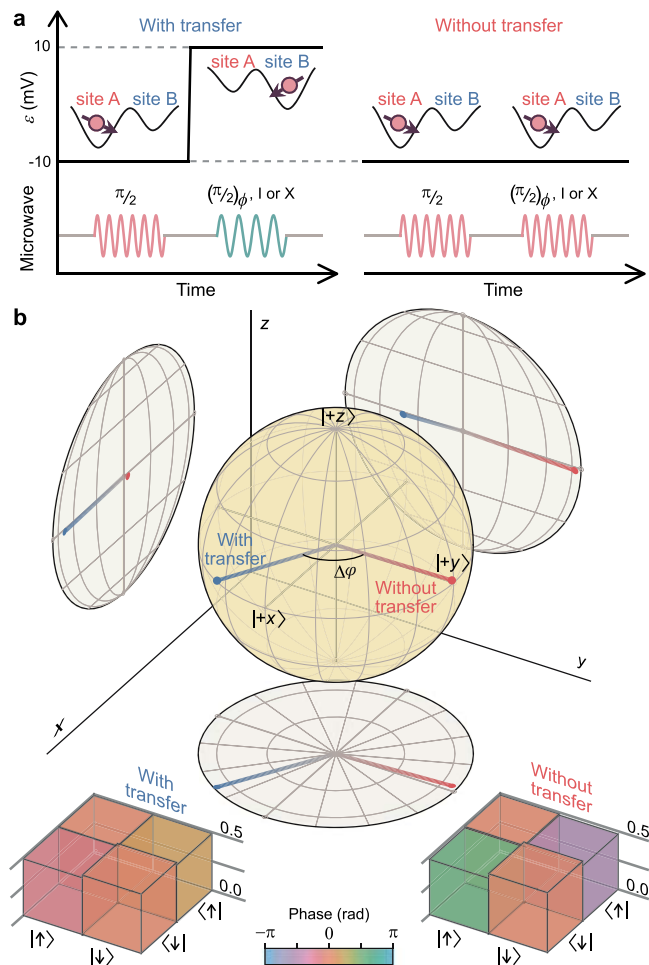 a
With transfer
Without transfer
10
ε (mV)
-10
site A site B
site A site B
site A site B
site A site B
Microwave
π/2
(π/2)ϕ, I or X
π/2
(π/2)ϕ, I or X
Time
Time
b
z
|+z⟩
With
transfer
Δφ
|+y⟩
Without
transfer
|+x⟩
x
y
With
transfer
0.5
0.0
|↑⟩
|↓⟩
⟨↓|
⟨↑|
Phase (rad)
-π 0 π
Without
transfer
0.5
0.0
|↑⟩
|↓⟩
⟨↓|
⟨↑|